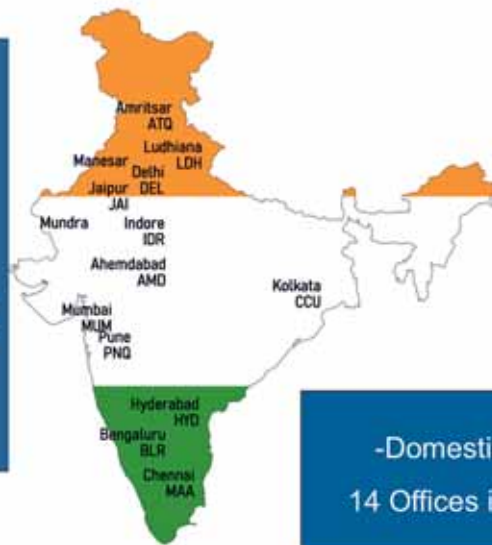 Amritsar
ATQ
Ludhiana
LDH
Manesar
Delhi
DEL
Jaipur
JAI
Mundra
Indore
IDR
Ahemdabad
AMD
Kolkata
CCU
Mumbai
MUM
Pune
PNQ
Hyderabad
HYD
Bengaluru
BLR
Chennai
MAA
-Domesti
14 Offices i